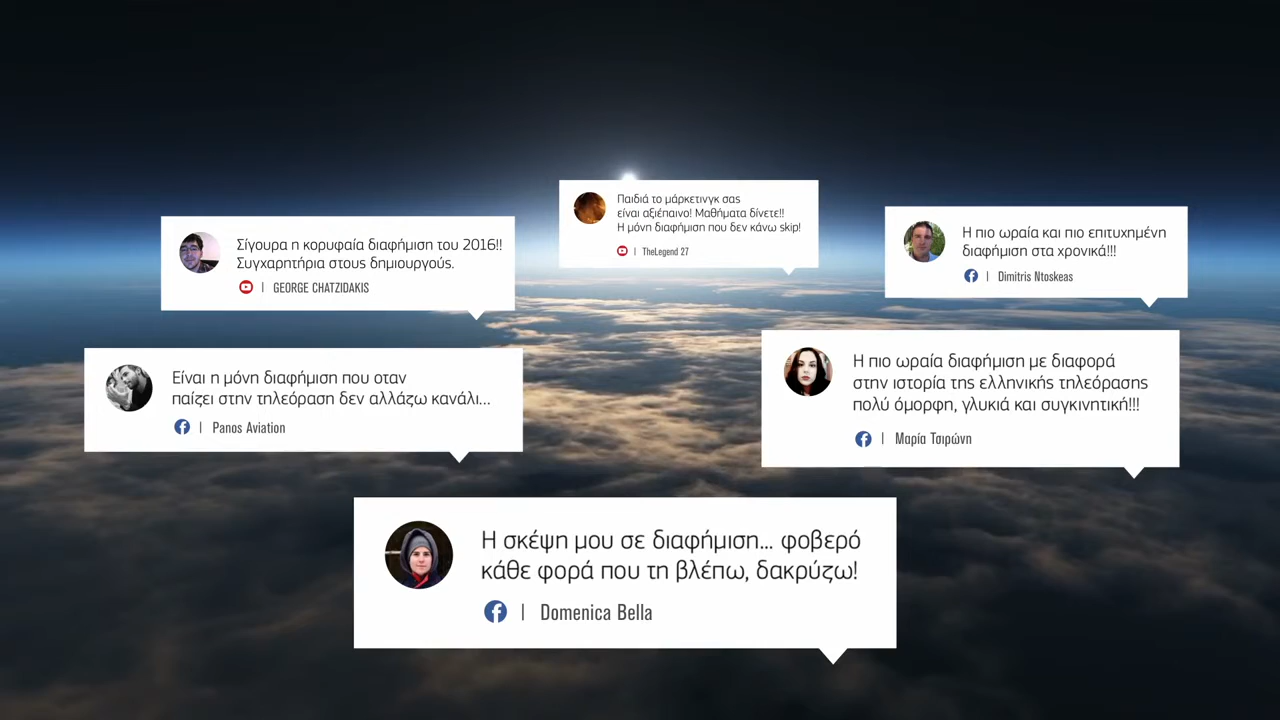 Παιδιά το μάρκετινγκ σας
είναι αξιέπαινο! Μαθήματα δίνετε!!
Η μόνη διαφήμιση που δεν κάνω skip!
| TheLegend 27
Σίγουρα η κορυφαία διαφήμιση του 2016!!
Συγχαρητήρια στους δημιουργούς.
| GEORGE CHATZIDAKIS
Η πιο ωραία και πιο επιτυχημένη
διαφήμιση στα χρονικά!!!
| Dimitris Ntoskeas
Είναι η μόνη διαφήμιση που οταν
παίζει στην τηλεόραση δεν αλλάζω κανάλι...
| Panos Aviation
Η πιο ωραία διαφήμιση με διαφορά
στην ιστορία της ελληνικής τηλεόρασης
πολύ όμορφη, γλυκιά και συγκινητική!!!
| Μαρία Τσιρώνη
Η σκέψη μου σε διαφήμιση... φοβερό
κάθε φορά που τη βλέπω, δακρύζω!
| Domenica Bella